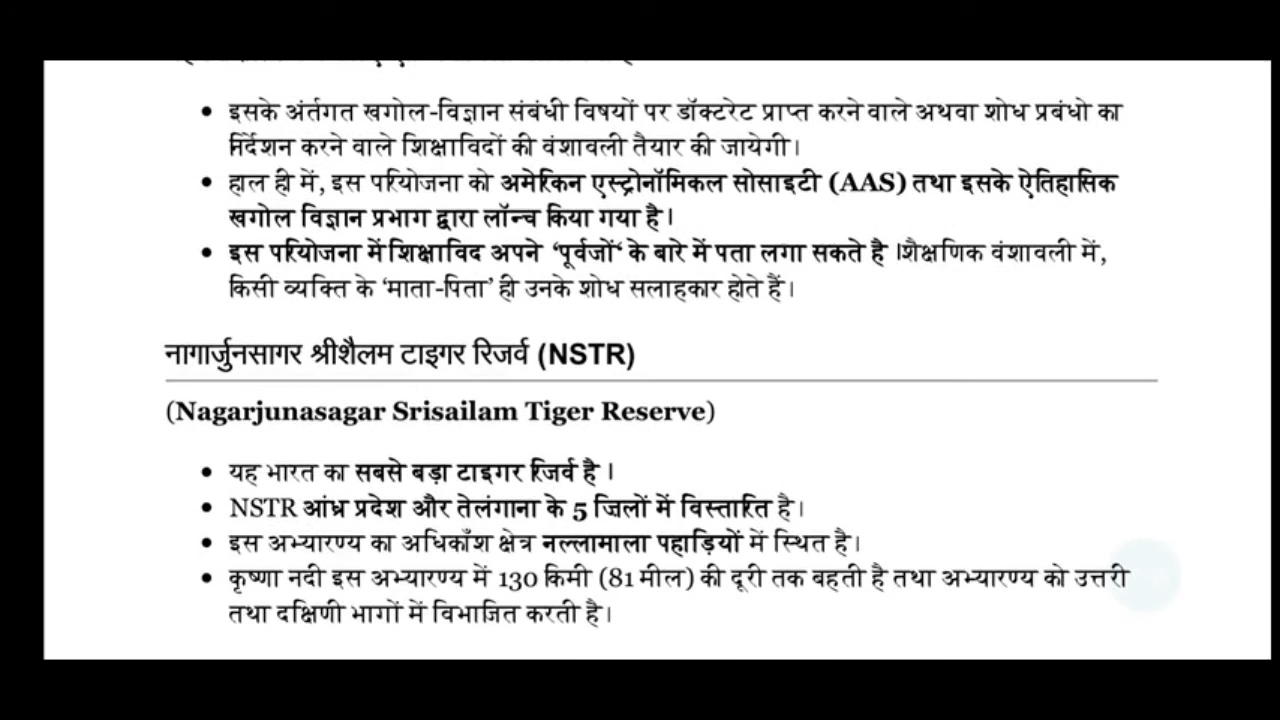 • इसके अंर्तगत खगोल-विज्ञान संबंधी विषयों पर डॉक्टरेट प्राप्त करने वाले अथवा शोध प्रबंधो का
निर्देशन करने वाले शिक्षाविदों की वंशावली तैयार की जायेगी।
• हाल ही में, इस परियोजना को अमेरिकन एस्ट्रोनॉमिकल सोसाइटी (AAS) तथा इसके ऐतिहासिक
खगोल विज्ञान प्रभाग द्वारा लॉन्च किया गया है।
• इस परियोजना में शिक्षाविद अपने ‘पूर्वजों‘ के बारे में पता लगा सकते है ।शैक्षणिक वंशावली में,
किसी व्यक्ति के ‘माता-पिता’ ही उनके शोध सलाहकार होते हैं।
नागार्जुनसागर श्रीशैलम टाइगर रिजर्व (NSTR)
(Nagarjunasagar Srisailam Tiger Reserve)
• यह भारत का सबसे बड़ा टाइगर रिजर्व है ।
• NSTR आंध्र प्रदेश और तेलंगाना के 5 जिलों में विस्तारित है।
• इस अभ्यारण्य का अधिकाँश क्षेत्र नल्लामाला पहाड़ियों में स्थित है।
• कृष्णा नदी इस अभ्यारण्य में 130 किमी (81 मील) की दूरी तक बहती है तथा अभ्यारण्य को उत्तरी
तथा दक्षिणी भागों में विभाजित करती है।